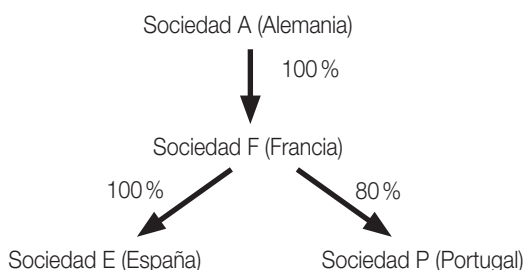 Sociedad A (Alemania)
100 %
Sociedad F (Francia)
100 %
80 %
Sociedad E (España)
Sociedad P (Portugal)